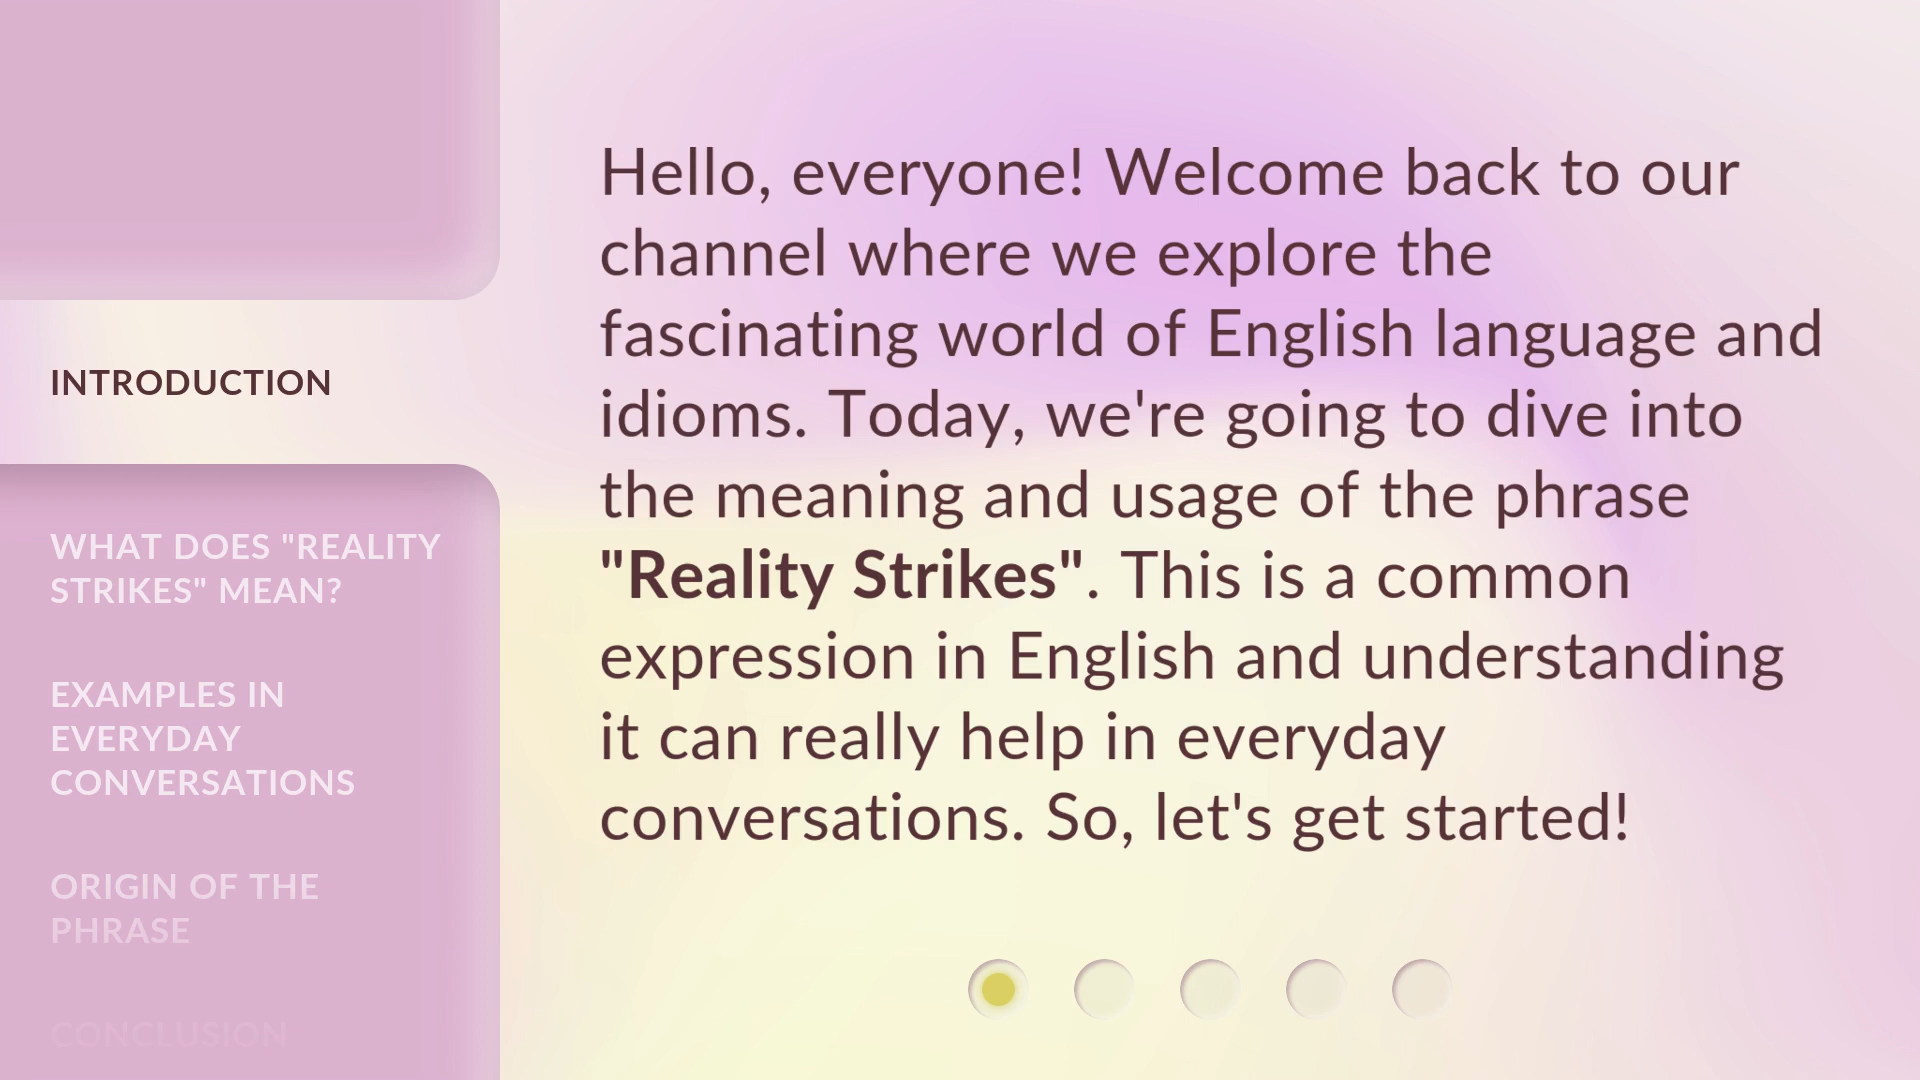 INTRODUCTION
WHAT DOES "REALITY
STRIKES" MEAN?
EXAMPLES IN
EVERYDAY
CONVERSATIONS
ORIGIN OF THE
PHRASE
CONCLUSION
Hello, everyone! Welcome back to our
channel where we explore the
fascinating world of English language and
idioms. Today, we're going to dive into
the meaning and usage of the phrase
"Reality Strikes". This is a common
expression in English and understanding
it can really help in everyday
conversations. So, let's get started!